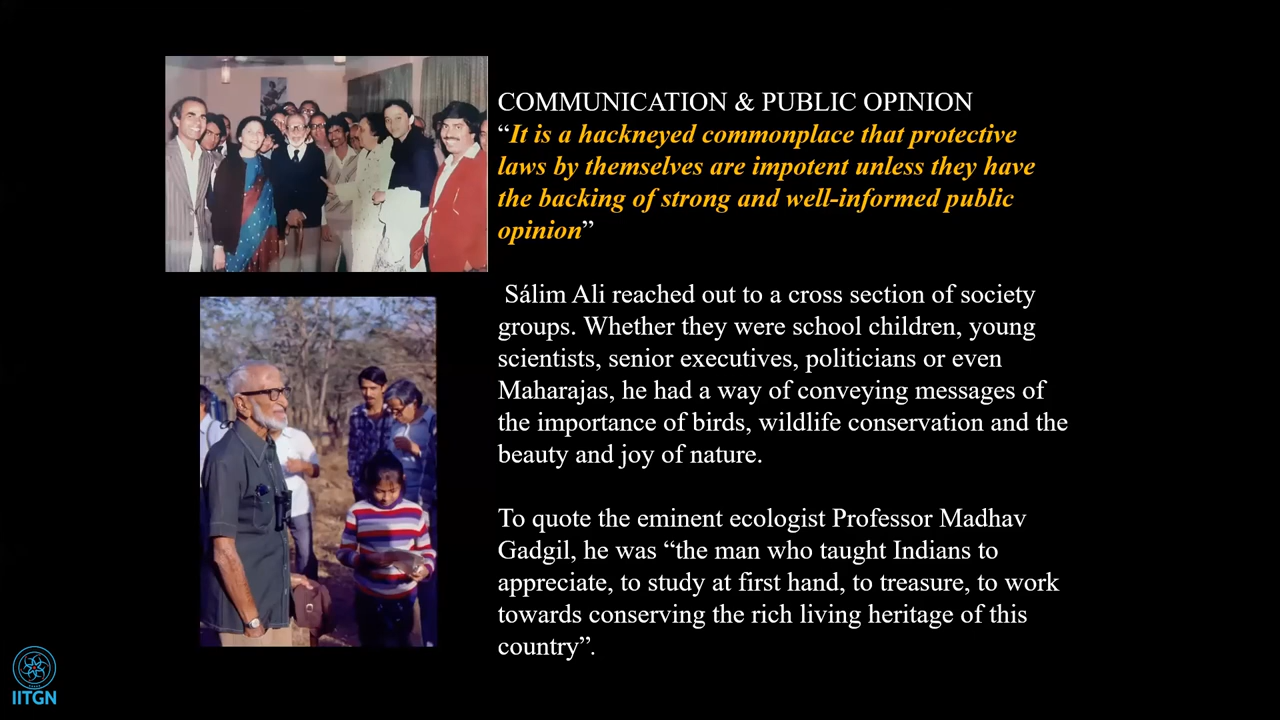 COMMUNICATION & PUBLIC OPINION
“It is a hackneyed commonplace that protective
laws by themselves are impotent unless they have
the backing of strong and well-informed public
opinion”
Sálim Ali reached out to a cross section of society
groups. Whether they were school children, young
scientists, senior executives, politicians or even
Maharajas, he had a way of conveying messages of
the importance of birds, wildlife conservation and the
beauty and joy of nature.
To quote the eminent ecologist Professor Madhav
Gadgil, he was “the man who taught Indians to
appreciate, to study at first hand, to treasure, to work
towards conserving the rich living heritage of this
country”.
IITGN